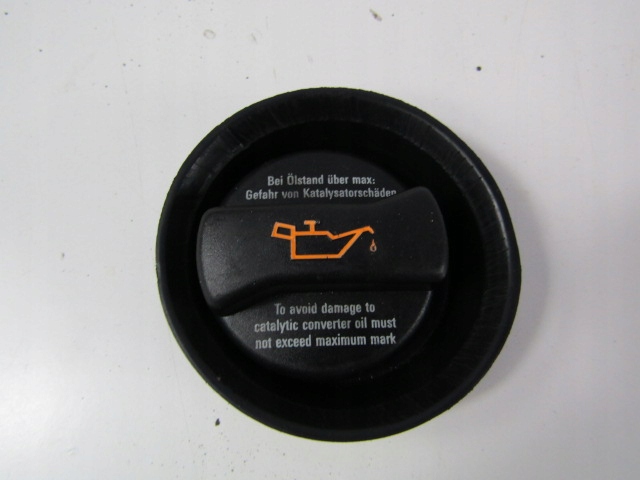 Bei Ölstand über max:
Gefahr von Katalysatorschäden
To avoid damage to
catalytic converter oil must
not exceed maximum mark